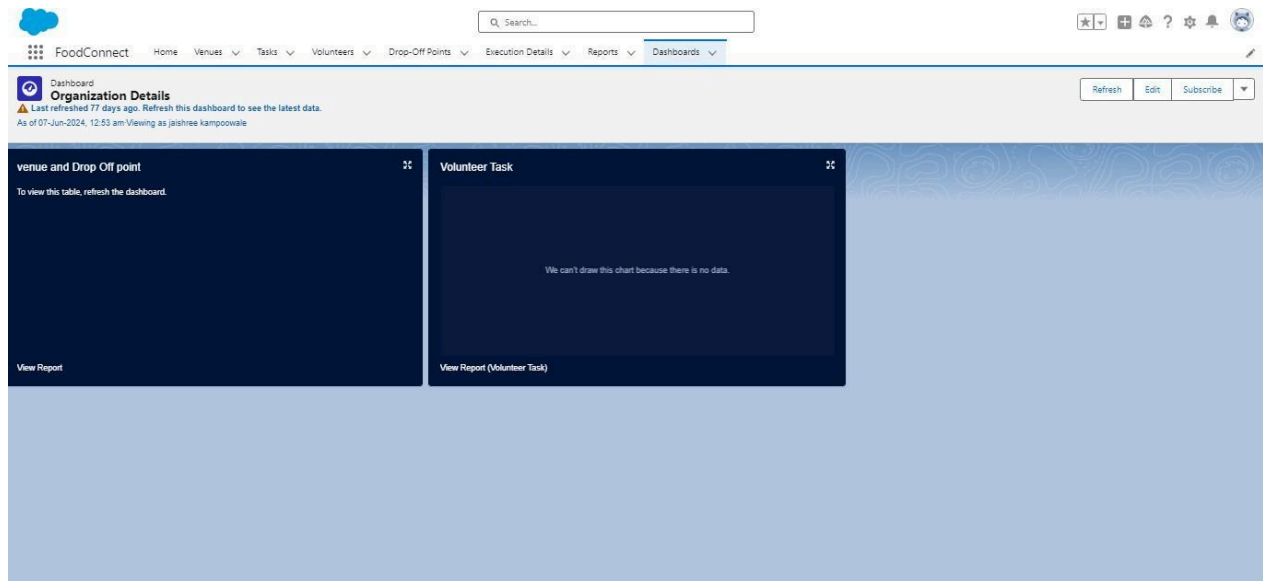 Search...
FoodConnect Home Venues Tasks Volunteers Drop-Off Points Execution Details Reports Dashboards
Dashboard
Organization Details
Last refreshed 77 days ago. Refresh this dashboard to see the latest data.
As of 07-Jun-2024, 12:53 am·Viewing as jaishree kampoowale
Refresh Edit Subscribe
venue and Drop Off point
To view this table, refresh the dashboard.
View Report
Volunteer Task
We can't draw this chart because there is no data.
View Report (Volunteer Task)